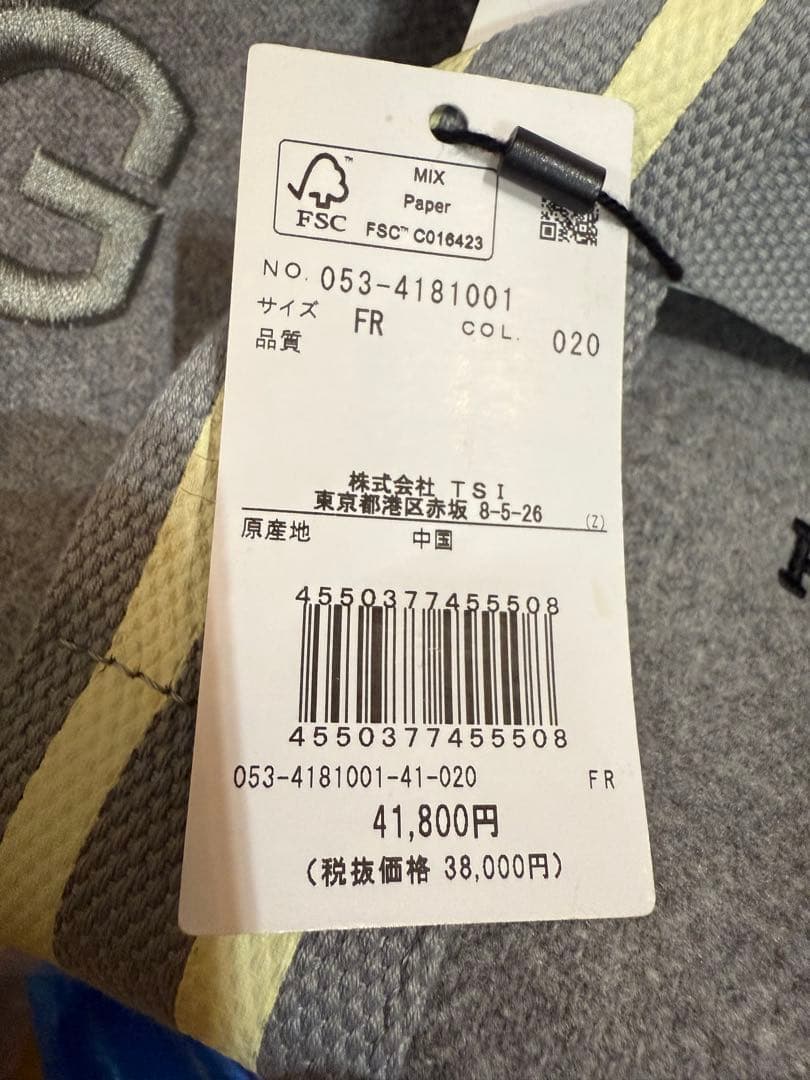 G
MIX
Paper
FSC™ C016423
FSC
NO. 053-4181001
サイズ FR COL. 020
品質
株式会社 TSI
東京都港区赤坂 8-5-26 (Z)
原産地 中国
4550377455508
4550377455508
053-4181001-41-020 FR
41,800円
(税抜価格 38,000円)